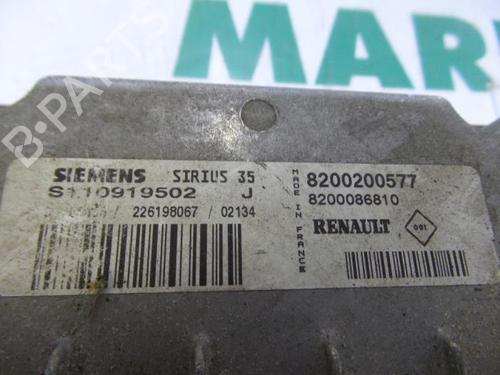 MAR
B-PARTS
SIEMENS SIRIUS 35
S110919502 J
/ 226198067 / 02134
MADE IN FRANCE
8200200577
8200086810
RENAULT
001